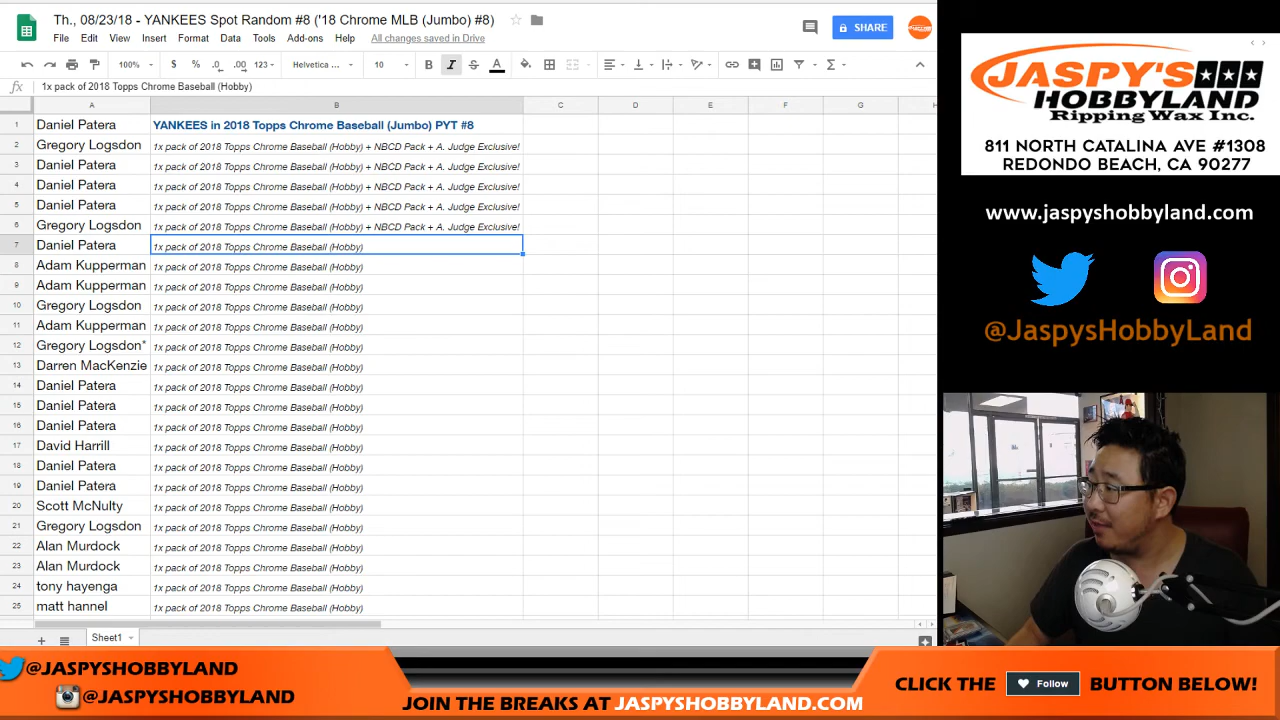 Th., 08/23/18 - YANKEES Spot Random #8 ('18 Chrome MLB (Jumbo) #8)
File Edit View Insert Format Data Tools Add-ons Help All changes saved in Drive
SHARE
100% $ % .0 .00 123 Helvetica ... 10 B I S A
fx 1x pack of 2018 Topps Chrome Baseball (Hobby)
A B C D E F G H
1 Daniel Patera YANKEES in 2018 Topps Chrome Baseball (Jumbo) PYT #8
2 Gregory Logsdon 1x pack of 2018 Topps Chrome Baseball (Hobby) + NBCD Pack + A. Judge Exclusive!
3 Daniel Patera 1x pack of 2018 Topps Chrome Baseball (Hobby) + NBCD Pack + A. Judge Exclusive!
4 Daniel Patera 1x pack of 2018 Topps Chrome Baseball (Hobby) + NBCD Pack + A. Judge Exclusive!
5 Daniel Patera 1x pack of 2018 Topps Chrome Baseball (Hobby) + NBCD Pack + A. Judge Exclusive!
6 Gregory Logsdon 1x pack of 2018 Topps Chrome Baseball (Hobby) + NBCD Pack + A. Judge Exclusive!
7 Daniel Patera 1x pack of 2018 Topps Chrome Baseball (Hobby)
8 Adam Kupperman 1x pack of 2018 Topps Chrome Baseball (Hobby)
9 Adam Kupperman 1x pack of 2018 Topps Chrome Baseball (Hobby)
10 Gregory Logsdon 1x pack of 2018 Topps Chrome Baseball (Hobby)
11 Adam Kupperman 1x pack of 2018 Topps Chrome Baseball (Hobby)
12 Gregory Logsdon* 1x pack of 2018 Topps Chrome Baseball (Hobby)
13 Darren MacKenzie 1x pack of 2018 Topps Chrome Baseball (Hobby)
14 Daniel Patera 1x pack of 2018 Topps Chrome Baseball (Hobby)
15 Daniel Patera 1x pack of 2018 Topps Chrome Baseball (Hobby)
16 Daniel Patera 1x pack of 2018 Topps Chrome Baseball (Hobby)
17 David Harrill 1x pack of 2018 Topps Chrome Baseball (Hobby)
18 Daniel Patera 1x pack of 2018 Topps Chrome Baseball (Hobby)
19 Daniel Patera 1x pack of 2018 Topps Chrome Baseball (Hobby)
20 Scott McNulty 1x pack of 2018 Topps Chrome Baseball (Hobby)
21 Gregory Logsdon 1x pack of 2018 Topps Chrome Baseball (Hobby)
22 Alan Murdock 1x pack of 2018 Topps Chrome Baseball (Hobby)
23 Alan Murdock 1x pack of 2018 Topps Chrome Baseball (Hobby)
24 tony hayenga 1x pack of 2018 Topps Chrome Baseball (Hobby)
25 matt hannel 1x pack of 2018 Topps Chrome Baseball (Hobby)
Sheet1
JASPY'S
HOBBYLAND
Ripping Wax Inc.
811 NORTH CATALINA AVE #1308
REDONDO BEACH, CA 90277
www.jaspyshobbyland.com
@JaspysHobbyLand
@JASPYSHOBBYLAND
@JASPYSHOBBYLAND
JOIN THE BREAKS AT JASPYSHOBBYLAND.COM
CLICK THE Follow BUTTON BELOW!